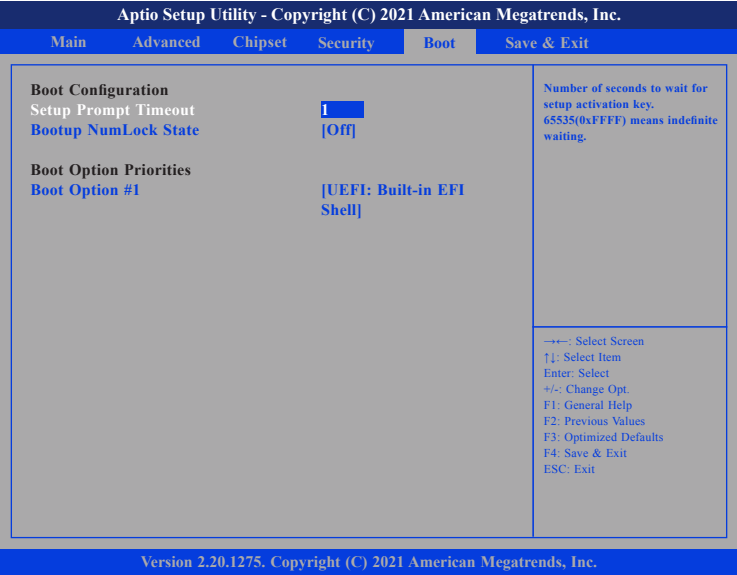 Aptio Setup Utility - Copyright (C) 2021 American Megatrends, Inc.
Main Advanced Chipset Security Boot Save & Exit
Boot Configuration
Setup Prompt Timeout 1
Bootup NumLock State [Off]
Boot Option Priorities
Boot Option #1 [UEFI: Built-in EFI
Shell]
Number of seconds to wait for
setup activation key.
65535(0xFFFF) means indefinite
waiting.
→←: Select Screen
↑↓: Select Item
Enter: Select
+/-: Change Opt.
F1: General Help
F2: Previous Values
F3: Optimized Defaults
F4: Save & Exit
ESC: Exit
Version 2.20.1275. Copyright (C) 2021 American Megatrends, Inc.